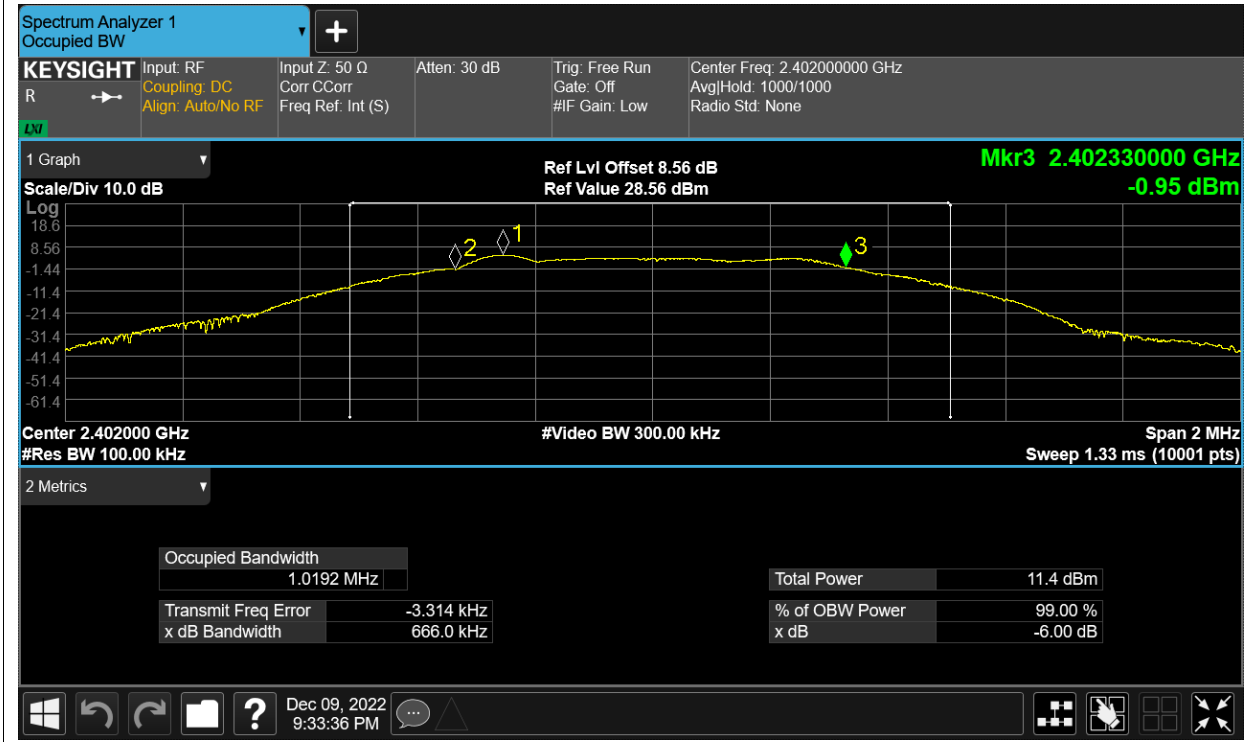 Spectrum Analyzer 1
Occupied BW
KEYSIGHT
R
LXI
Input: RF
Coupling: DC
Align: Auto/No RF
Input Z: 50 Ω
Corr CCorr
Freq Ref: Int (S)
Atten: 30 dB
Trig: Free Run
Gate: Off
#IF Gain: Low
Center Freq: 2.402000000 GHz
Avg|Hold: 1000/1000
Radio Std: None
1 Graph
Scale/Div 10.0 dB
Ref Lvl Offset 8.56 dB
Ref Value 28.56 dBm
Mkr3 2.402330000 GHz
-0.95 dBm
Log
18.6
8.56
-1.44
-11.4
-21.4
-31.4
-41.4
-51.4
-61.4
2
1
3
Center 2.402000 GHz
#Video BW 300.00 kHz
Span 2 MHz
#Res BW 100.00 kHz
Sweep 1.33 ms (10001 pts)
2 Metrics
Occupied Bandwidth
1.0192 MHz
Total Power 11.4 dBm
Transmit Freq Error -3.314 kHz
% of OBW Power 99.00 %
x dB Bandwidth 666.0 kHz
x dB -6.00 dB
?
Dec 09, 2022
9:33:36 PM